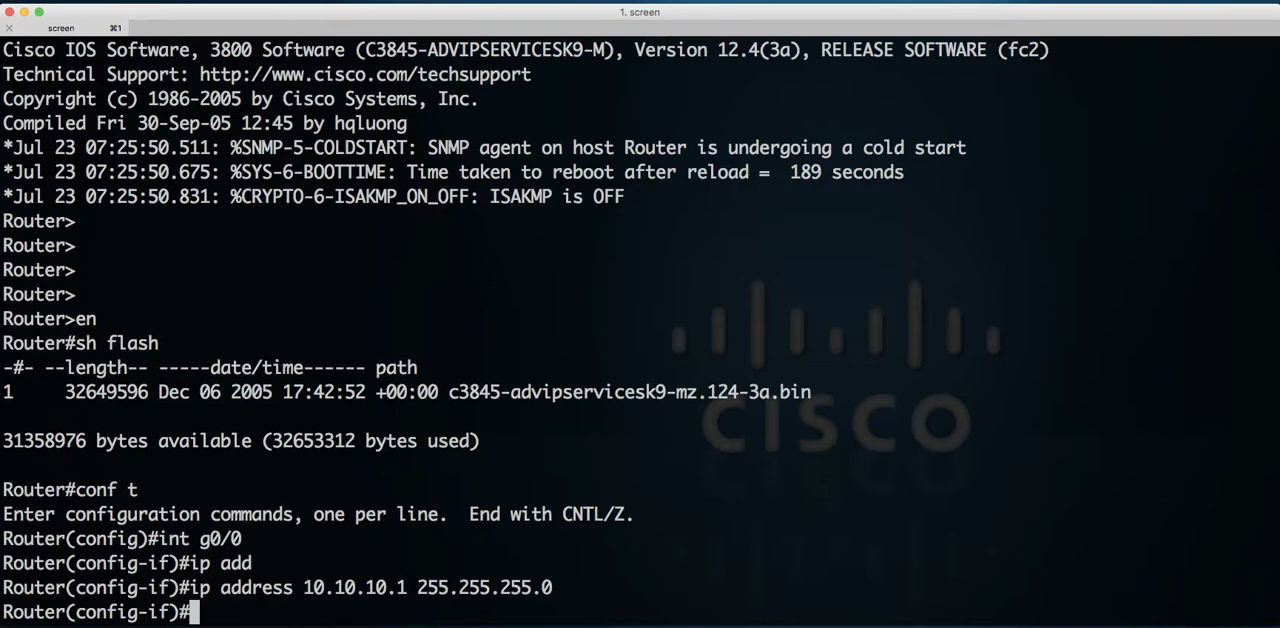 1. screen
screen ⌘1
Cisco IOS Software, 3800 Software (C3845-ADVIPSERVICESK9-M), Version 12.4(3a), RELEASE SOFTWARE (fc2)
Technical Support: http://www.cisco.com/techsupport
Copyright (c) 1986-2005 by Cisco Systems, Inc.
Compiled Fri 30-Sep-05 12:45 by hqluong
*Jul 23 07:25:50.511: %SNMP-5-COLDSTART: SNMP agent on host Router is undergoing a cold start
*Jul 23 07:25:50.675: %SYS-6-BOOTTIME: Time taken to reboot after reload =  189 seconds
*Jul 23 07:25:50.831: %CRYPTO-6-ISAKMP_ON_OFF: ISAKMP is OFF
Router>
Router>
Router>
Router>
Router>en
Router#sh flash
-#- --length-- -----date/time------ path
1     32649596 Dec 06 2005 17:42:52 +00:00 c3845-advipservicesk9-mz.124-3a.bin
31358976 bytes available (32653312 bytes used)
Router#conf t
Enter configuration commands, one per line.  End with CNTL/Z.
Router(config)#int g0/0
Router(config-if)#ip add
Router(config-if)#ip address 10.10.10.1 255.255.255.0
Router(config-if)#
CISCO